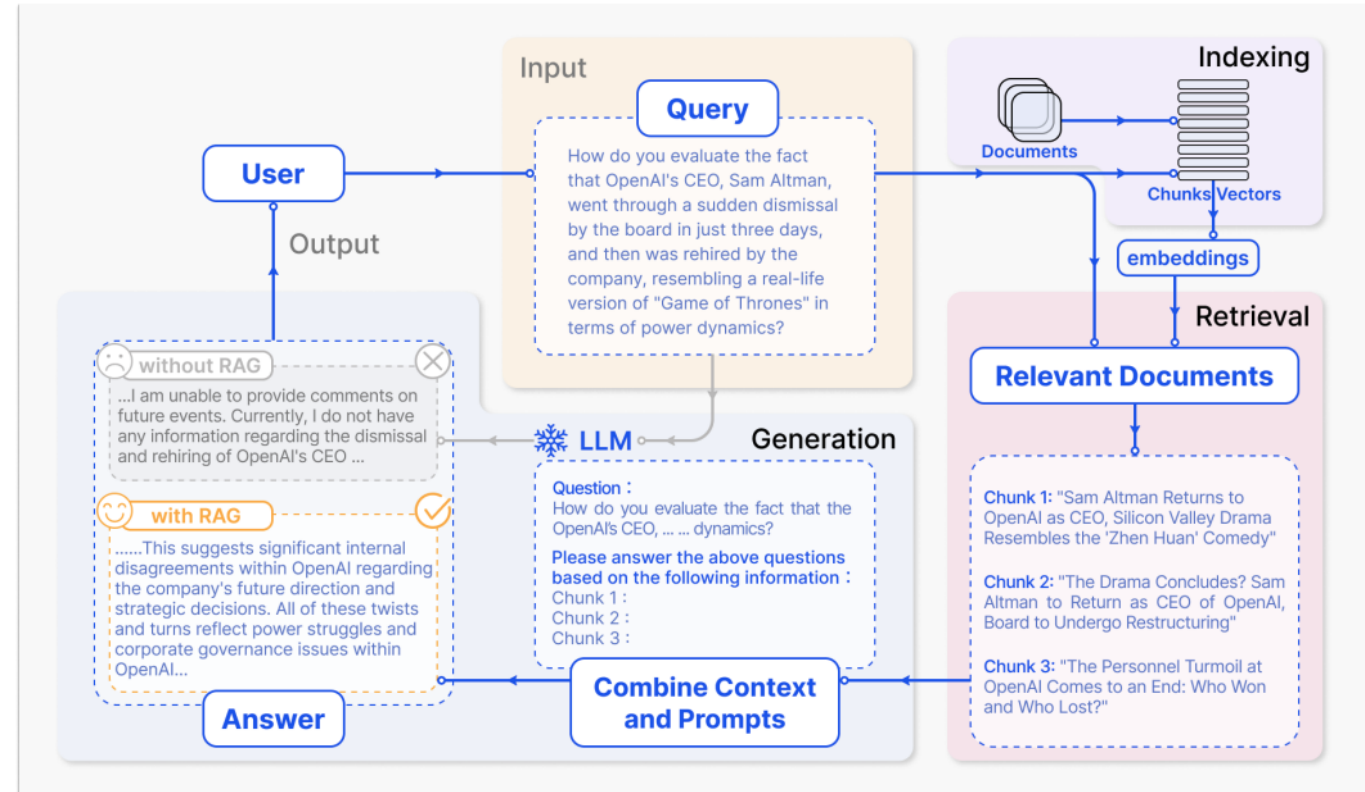 Input
Query
How do you evaluate the fact
that OpenAI's CEO, Sam Altman,
went through a sudden dismissal
by the board in just three days,
and then was rehired by the
company, resembling a real-life
version of "Game of Thrones" in
terms of power dynamics?
Indexing
Documents
Chunks Vectors
embeddings
User
Output
Retrieval
Relevant Documents
Chunk 1: "Sam Altman Returns to
OpenAI as CEO, Silicon Valley Drama
Resembles the 'Zhen Huan' Comedy"
Chunk 2: "The Drama Concludes? Sam
Altman to Return as CEO of OpenAI,
Board to Undergo Restructuring"
Chunk 3: "The Personnel Turmoil at
OpenAI Comes to an End: Who Won
and Who Lost?"
without RAG
...I am unable to provide comments on
future events. Currently, I do not have
any information regarding the dismissal
and rehiring of OpenAI's CEO ...
with RAG
......This suggests significant internal
disagreements within OpenAI regarding
the company's future direction and
strategic decisions. All of these twists
and turns reflect power struggles and
corporate governance issues within
OpenAI...
Answer
LLM
Generation
Question：
How do you evaluate the fact that the
OpenAI's CEO, ... ... dynamics?
Please answer the above questions
based on the following information：
Chunk 1：
Chunk 2：
Chunk 3：
Combine Context
and Prompts